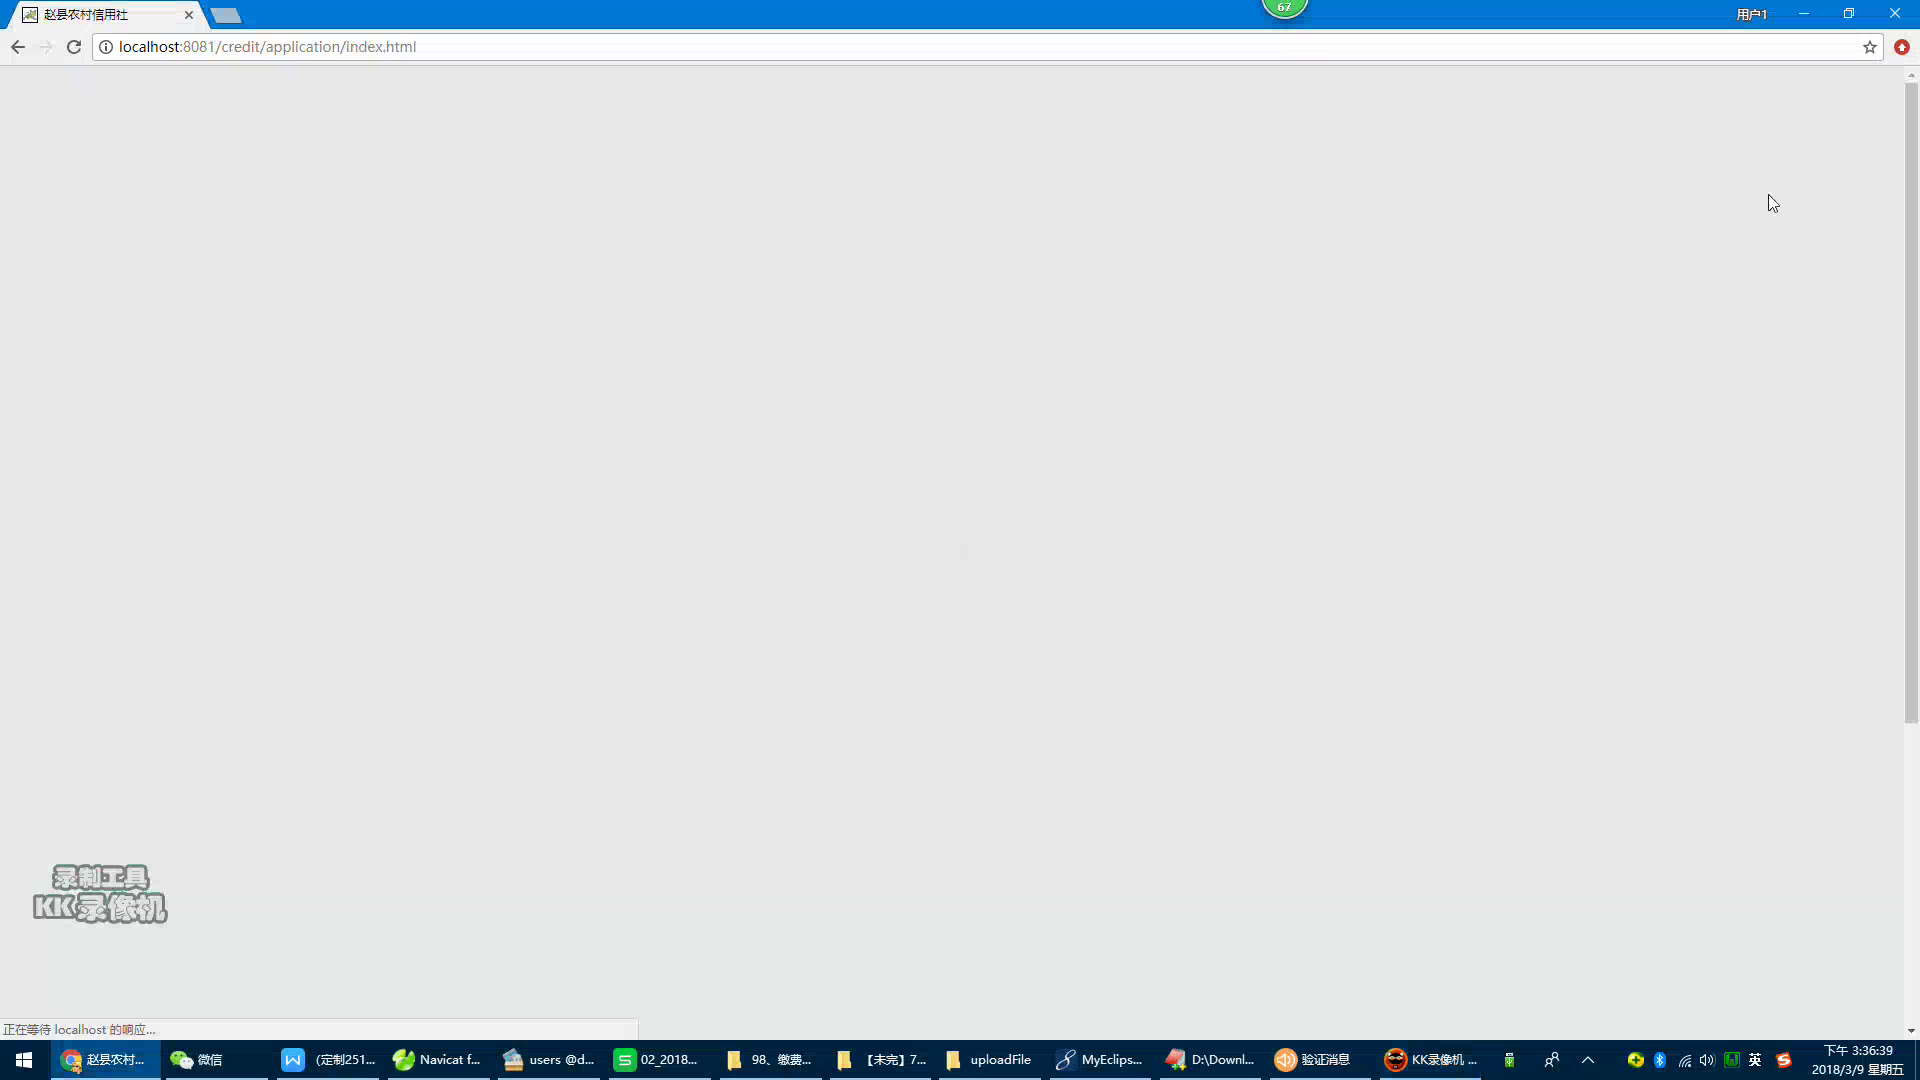 赵县农村信用社
67
用户1
localhost:8081/credit/application/index.html
录制工具
KK录像机
正在等待 localhost 的响应...
赵县农村...
微信
(定制251...
Navicat f...
users @d...
02_2018...
98、缴费...
【未完】7...
uploadFile
MyEclips...
D:\Downl...
验证消息
KK录像机 ...
英
下午 3:36:39
2018/3/9 星期五